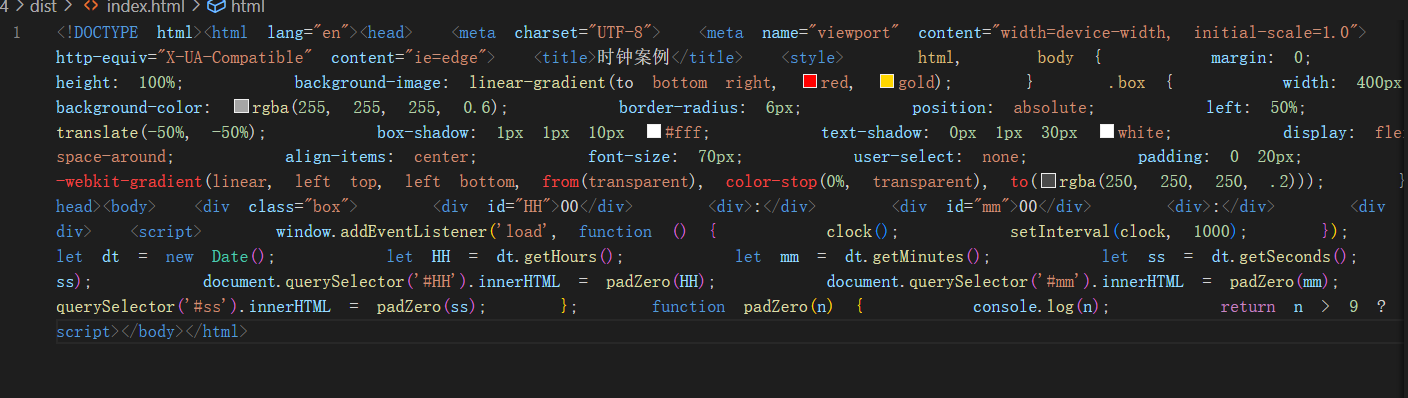 4 > dist > <> index.html > html
1 <!DOCTYPE html><html lang="en"><head> <meta charset="UTF-8"> <meta name="viewport" content="width=device-width, initial-scale=1.0">
http-equiv="X-UA-Compatible" content="ie=edge"> <title>时钟案例</title> <style> html, body { margin: 0;
height: 100%; background-image: linear-gradient(to bottom right, red, gold); } .box { width: 400px
background-color: rgba(255, 255, 255, 0.6); border-radius: 6px; position: absolute; left: 50%;
translate(-50%, -50%); box-shadow: 1px 1px 10px #fff; text-shadow: 0px 1px 30px white; display: fle
space-around; align-items: center; font-size: 70px; user-select: none; padding: 0 20px;
-webkit-gradient(linear, left top, left bottom, from(transparent), color-stop(0%, transparent), to(rgba(250, 250, 250, .2))); }
head><body> <div class="box"> <div id="HH">00</div> <div>:</div> <div id="mm">00</div> <div>:</div> <div
div> <script> window.addEventListener('load', function () { clock(); setInterval(clock, 1000); });
let dt = new Date(); let HH = dt.getHours(); let mm = dt.getMinutes(); let ss = dt.getSeconds();
ss); document.querySelector('#HH').innerHTML = padZero(HH); document.querySelector('#mm').innerHTML = padZero(mm);
querySelector('#ss').innerHTML = padZero(ss); }; function padZero(n) { console.log(n); return n > 9 ?
script></body></html>